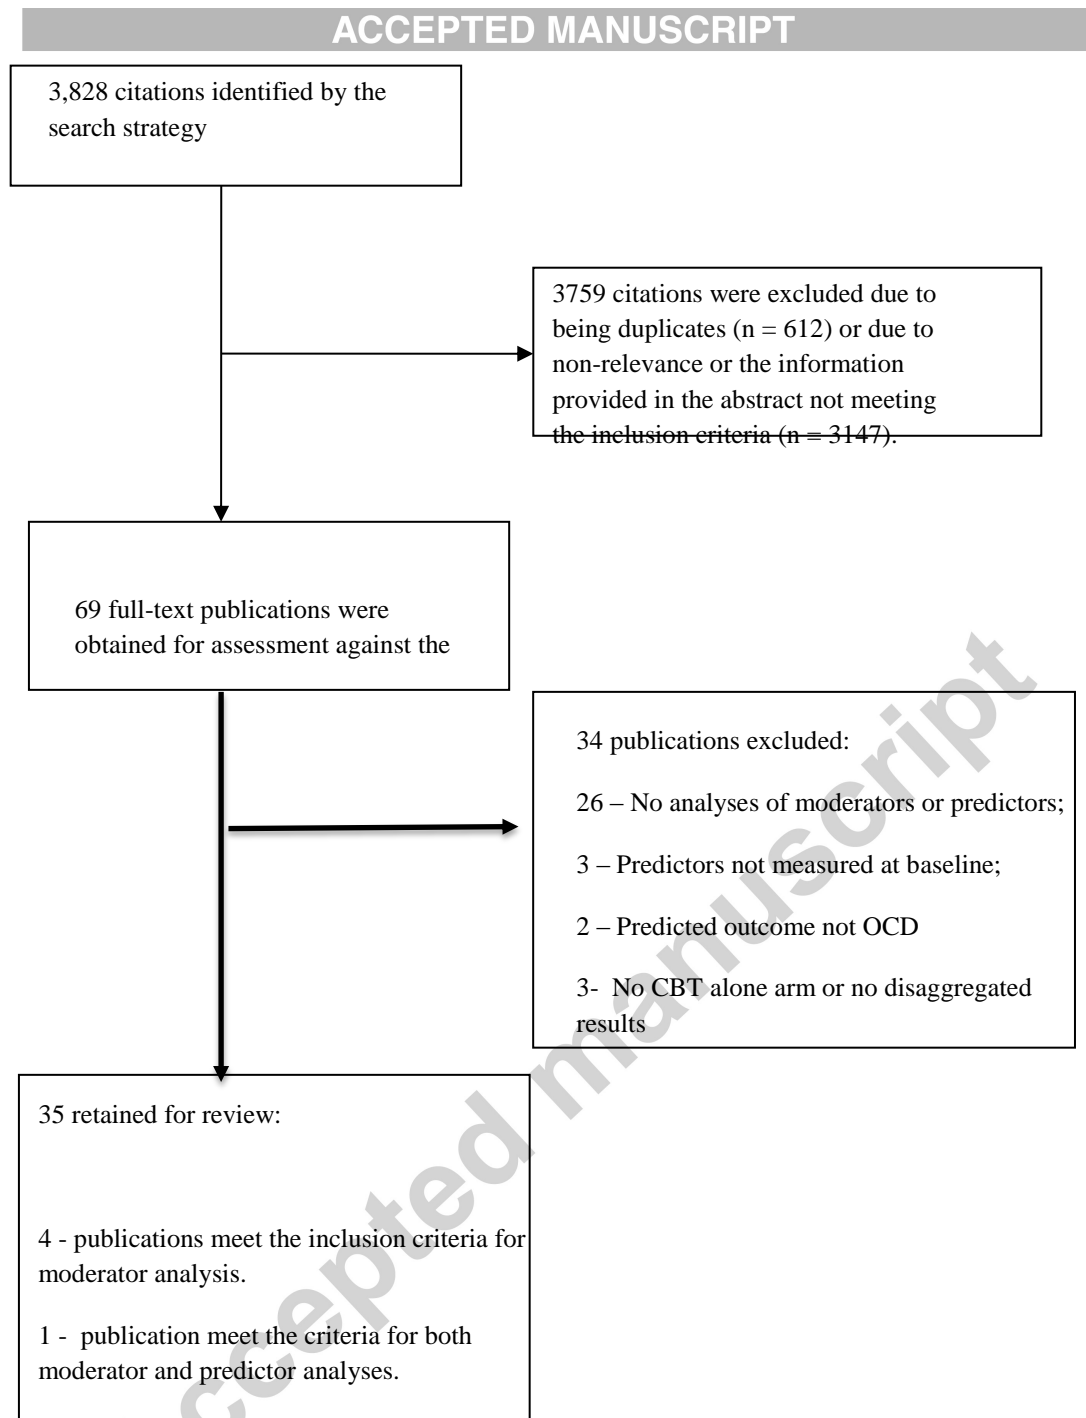 ACCEPTED MANUSCRIPT
3,828 citations identified by the
search strategy
3759 citations were excluded due to
being duplicates (n = 612) or due to
non-relevance or the information
provided in the abstract not meeting
the inclusion criteria (n = 3147).
69 full-text publications were
obtained for assessment against the
34 publications excluded:
26 – No analyses of moderators or predictors;
3 – Predictors not measured at baseline;
2 – Predicted outcome not OCD
3- No CBT alone arm or no disaggregated
results
35 retained for review:
4 - publications meet the inclusion criteria for
moderator analysis.
1 - publication meet the criteria for both
moderator and predictor analyses.
ccepted manuscript